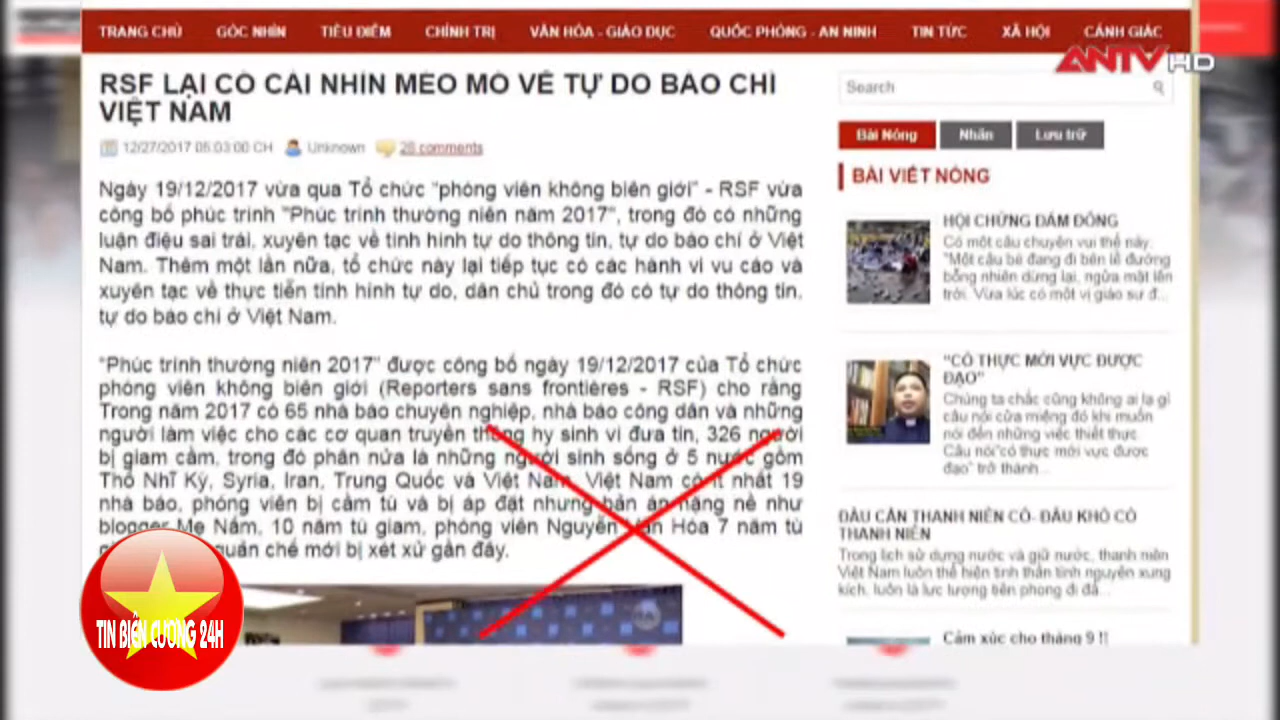 TRANG CHỦ GÓC NHÌN TIÊU ĐIỂM CHÍNH TRỊ VĂN HÓA - GIÁO DỤC QUỐC PHÒNG - AN NINH TIN TỨC XÃ HỘI CẢNH GIÁC
ANTV HD
RSF LẠI CÓ CÁI NHÌN MÉO MÓ VỀ TỰ DO BÁO CHÍ
VIỆT NAM
12/27/2017 05:03:00 CH Unknown 28 comments
Ngày 19/12/2017 vừa qua Tổ chức "phóng viên không biên giới" - RSF vừa
công bố phúc trình "Phúc trình thường niên năm 2017", trong đó có những
luận điệu sai trái, xuyên tạc về tình hình tự do thông tin, tự do báo chí ở Việt
Nam. Thêm một lần nữa, tổ chức này lại tiếp tục có các hành vi vu cáo và
xuyên tạc về thực tiễn tình hình tự do, dân chủ trong đó có tự do thông tin,
tự do báo chí ở Việt Nam.
"Phúc trình thường niên 2017" được công bố ngày 19/12/2017 của Tổ chức
phóng viên không biên giới (Reporters sans frontières - RSF) cho rằng
Trong năm 2017 có 65 nhà báo chuyên nghiệp, nhà báo công dân và những
người làm việc cho các cơ quan truyền thông hy sinh vì đưa tin, 326 người
bị giam cầm, trong đó phân nửa là những người sinh sống ở 5 nước gồm
Thổ Nhĩ Kỳ, Syria, Iran, Trung Quốc và Việt Nam. Việt Nam có ít nhất 19
nhà báo, phóng viên bị cầm tù và bị áp đặt những bản án nặng nề như
blogger Mẹ Nấm, 10 năm tù giam, phóng viên Nguyễn Văn Hóa 7 năm tù
quản chế mới bị xét xử gần đây.
TIN BIÊN CƯƠNG 24H
Search
Bài Nóng Nhãn Lưu trữ
BÀI VIẾT NÓNG
HỘI CHỨNG ĐÁM ĐÔNG
Có một câu chuyện vui thế này:
"Một cậu bé đang đi bên lề đường
bỗng nhiên dừng lại, ngửa mặt lên
trời. Vừa lúc có một vị giáo sư đ...
"CÓ THỰC MỚI VỰC ĐƯỢC
ĐẠO"
Chúng ta chắc cũng không ai lạ gì
câu nói cửa miệng đó khi muốn
nói đến những việc thiết thực.
Câu nói"có thực mới vực được
đạo" trở thành...
ĐÂU CẦN THANH NIÊN CÓ- ĐÂU KHÓ CÓ
THANH NIÊN
Trong lịch sử dựng nước và giữ nước, thanh niên
Việt Nam luôn thể hiện tinh thần tình nguyện xung
kích, luôn là lực lượng tiên phong đi đầ...
Cảm xúc cho tháng 9 !!